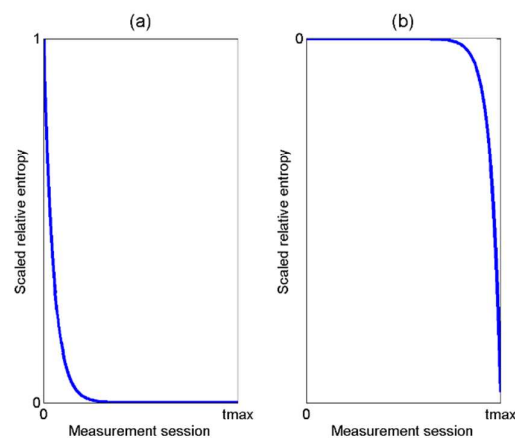 (a)
1
Scaled relative entropy
0
0
tmax
Measurement session
(b)
0
Scaled relative entropy
0
tmax
Measurement session